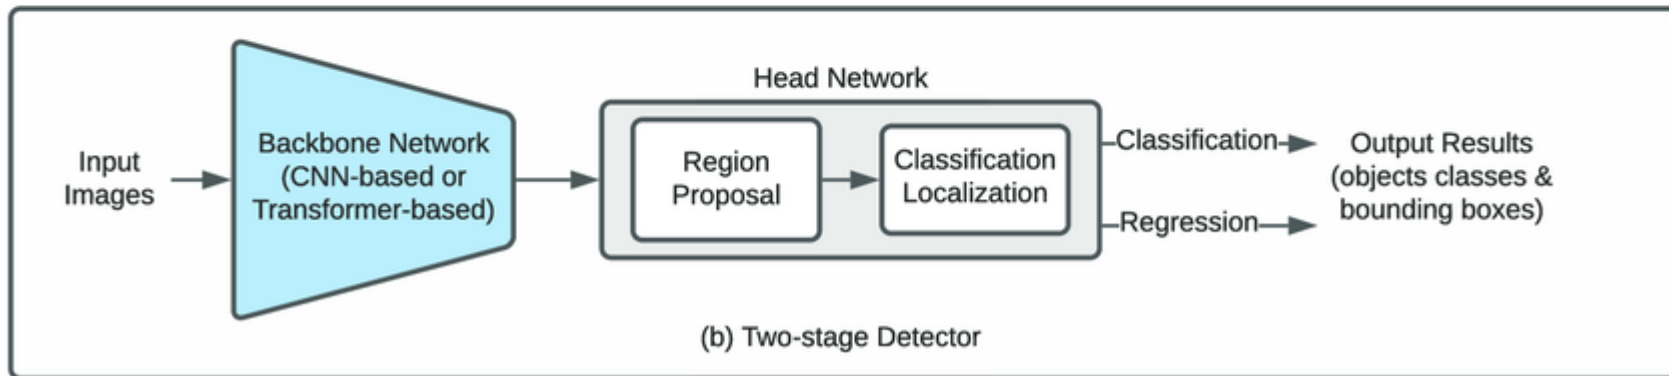 Head Network
Input
Images
Backbone Network
(CNN-based or
Transformer-based)
Region
Proposal
Classification
Localization
Classification
Regression
Output Results
(objects classes &
bounding boxes)
(b) Two-stage Detector